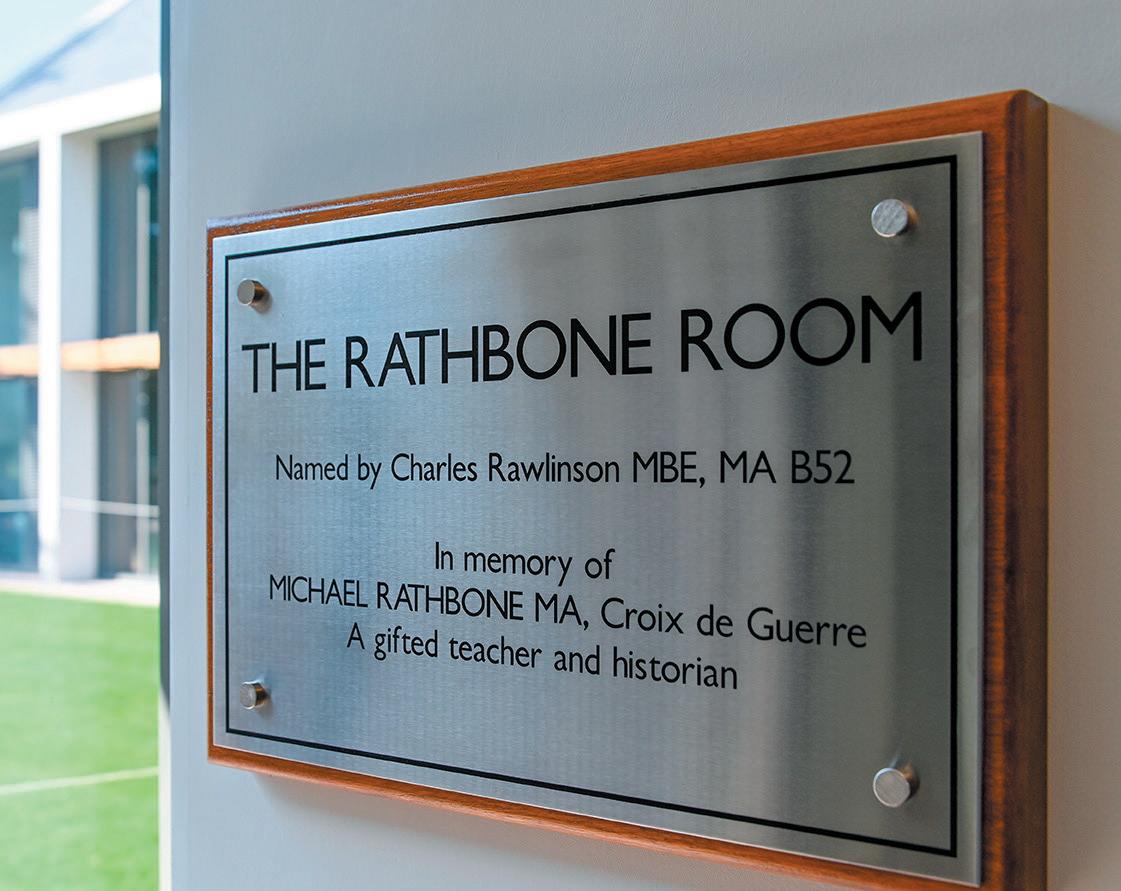 THE RATHBONE ROOM
Named by Charles Rawlinson MBE, MA B52
In memory of
MICHAEL RATHBONE MA, Croix de Guerre
A gifted teacher and historian